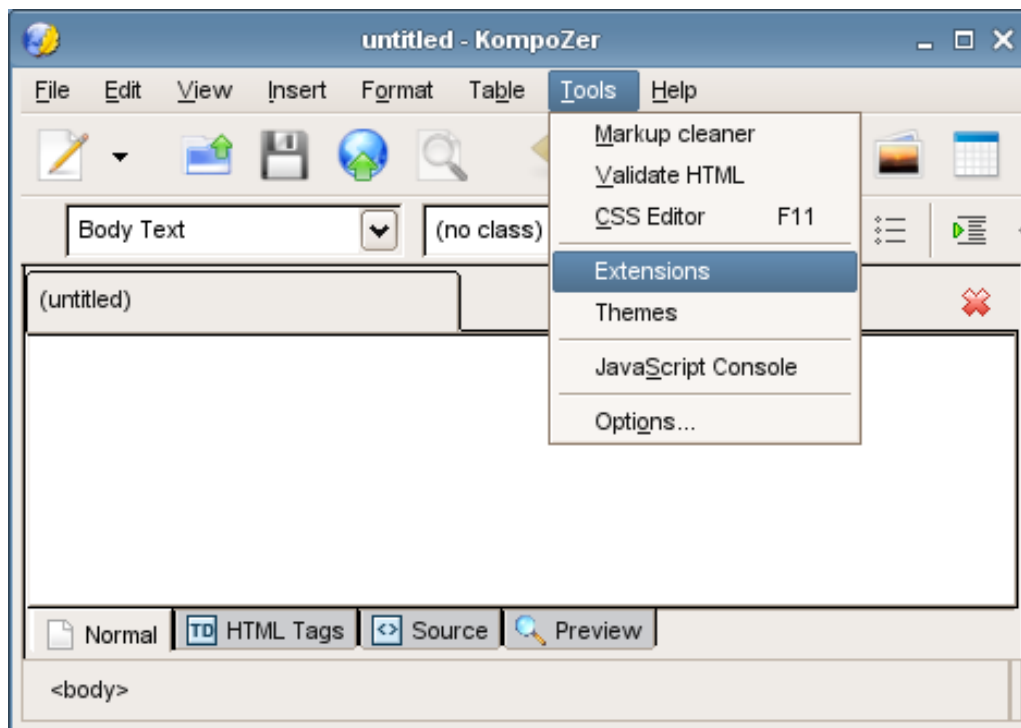 untitled - KompoZer
File Edit View Insert Format Table Tools Help
Markup cleaner
Validate HTML
CSS Editor F11
Extensions
Themes
JavaScript Console
Options...
Body Text
(no class)
(untitled)
Normal TD HTML Tags <> Source Preview
<body>